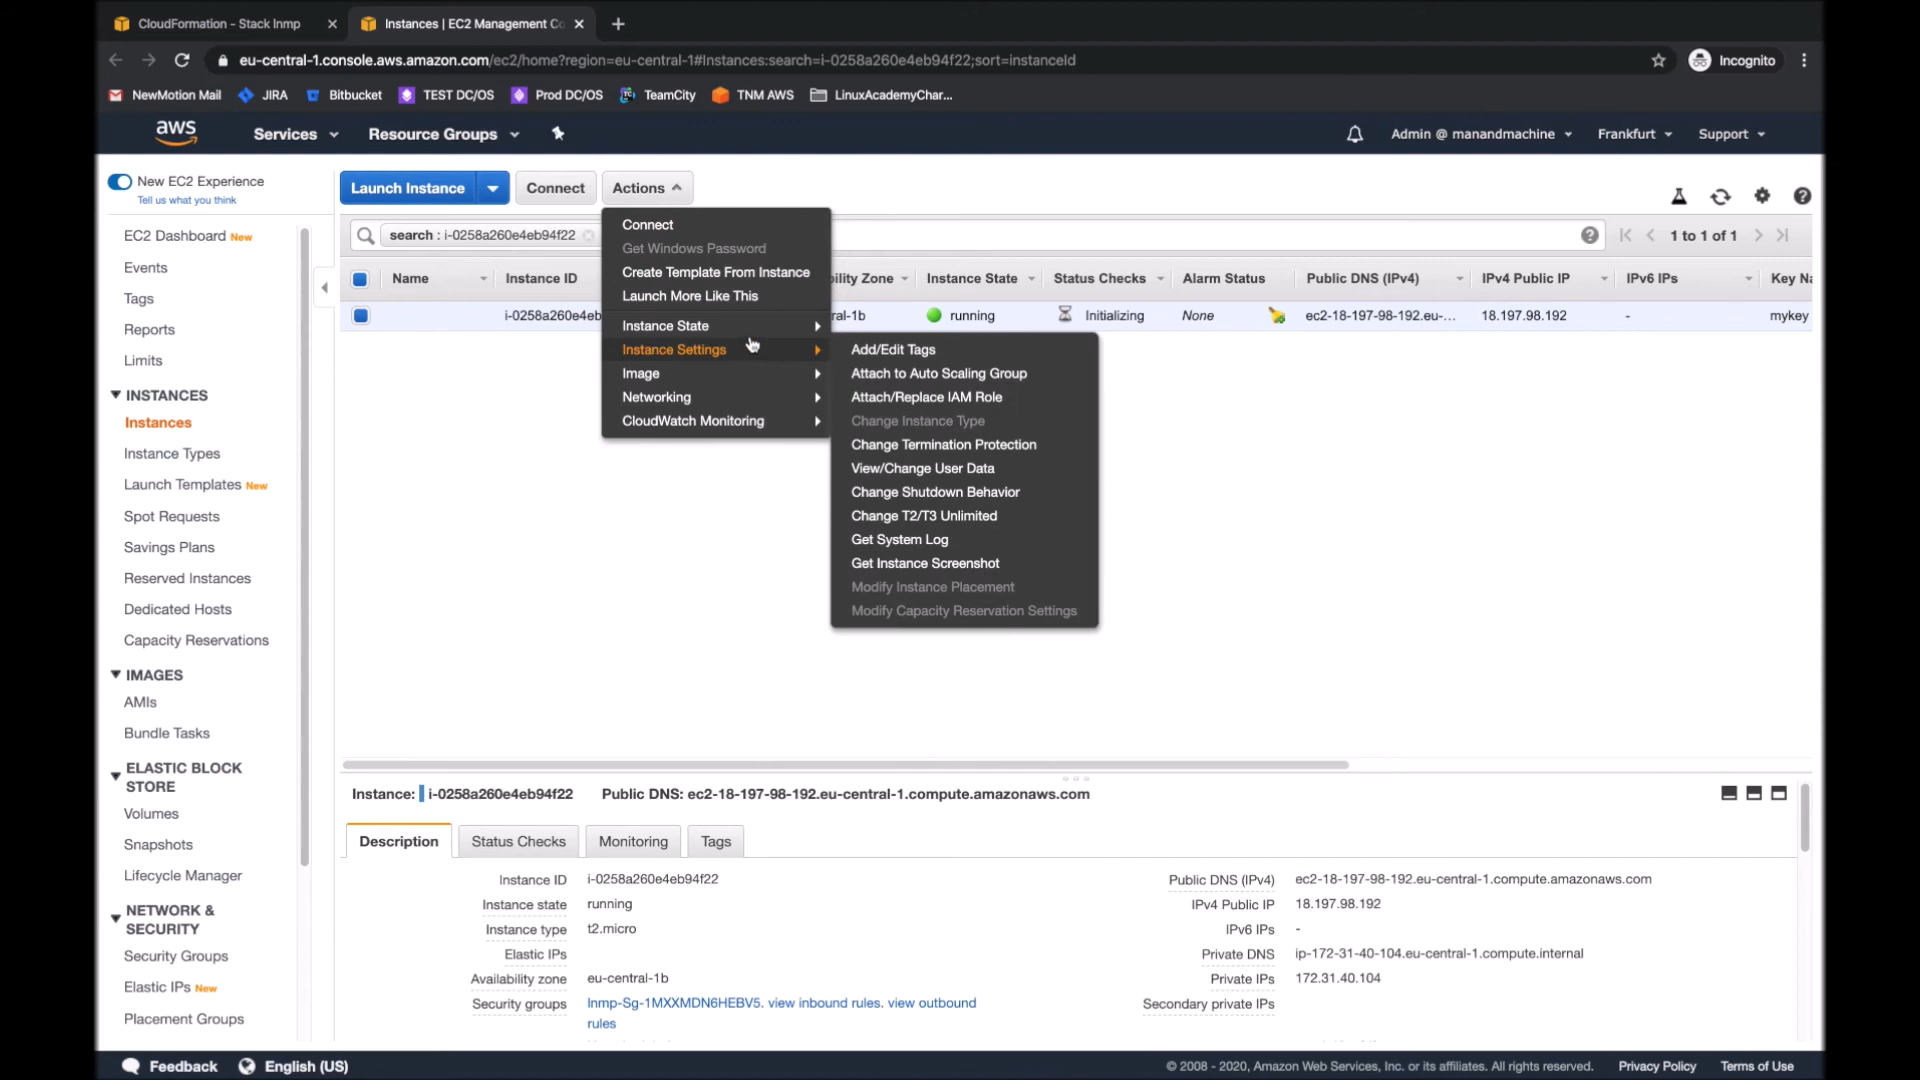 CloudFormation - Stack lnmp
Instances | EC2 Management Co
eu-central-1.console.aws.amazon.com/ec2/home?region=eu-central-1#Instances:search=i-0258a260e4eb94f22;sort=instanceId
Incognito
NewMotion Mail
JIRA
Bitbucket
TEST DC/OS
Prod DC/OS
TeamCity
TNM AWS
LinuxAcademyChar...
aws
Services
Resource Groups
Admin @ manandmachine
Frankfurt
Support
New EC2 Experience
Tell us what you think
EC2 Dashboard New
Events
Tags
Reports
Limits
INSTANCES
Instances
Instance Types
Launch Templates New
Spot Requests
Savings Plans
Reserved Instances
Dedicated Hosts
Capacity Reservations
IMAGES
AMIs
Bundle Tasks
ELASTIC BLOCK
STORE
Volumes
Snapshots
Lifecycle Manager
NETWORK &
SECURITY
Security Groups
Elastic IPs New
Placement Groups
Launch Instance
Connect
Actions
search : i-0258a260e4eb94f22
1 to 1 of 1
Name
Instance ID
bility Zone
Instance State
Status Checks
Alarm Status
Public DNS (IPv4)
IPv4 Public IP
IPv6 IPs
Key Na
i-0258a260e4eb
ral-1b
running
Initializing
None
ec2-18-197-98-192.eu-...
18.197.98.192
-
mykey
Connect
Get Windows Password
Create Template From Instance
Launch More Like This
Instance State
Instance Settings
Image
Networking
CloudWatch Monitoring
Add/Edit Tags
Attach to Auto Scaling Group
Attach/Replace IAM Role
Change Instance Type
Change Termination Protection
View/Change User Data
Change Shutdown Behavior
Change T2/T3 Unlimited
Get System Log
Get Instance Screenshot
Modify Instance Placement
Modify Capacity Reservation Settings
Instance: i-0258a260e4eb94f22 Public DNS: ec2-18-197-98-192.eu-central-1.compute.amazonaws.com
Description
Status Checks
Monitoring
Tags
Instance ID i-0258a260e4eb94f22
Instance state running
Instance type t2.micro
Elastic IPs
Availability zone eu-central-1b
Security groups lnmp-Sg-1MXXMDN6HEBV5. view inbound rules. view outbound
rules
Public DNS (IPv4) ec2-18-197-98-192.eu-central-1.compute.amazonaws.com
IPv4 Public IP 18.197.98.192
IPv6 IPs -
Private DNS ip-172-31-40-104.eu-central-1.compute.internal
Private IPs 172.31.40.104
Secondary private IPs
Feedback
English (US)
© 2008 - 2020, Amazon Web Services, Inc. or its affiliates. All rights reserved.
Privacy Policy
Terms of Use